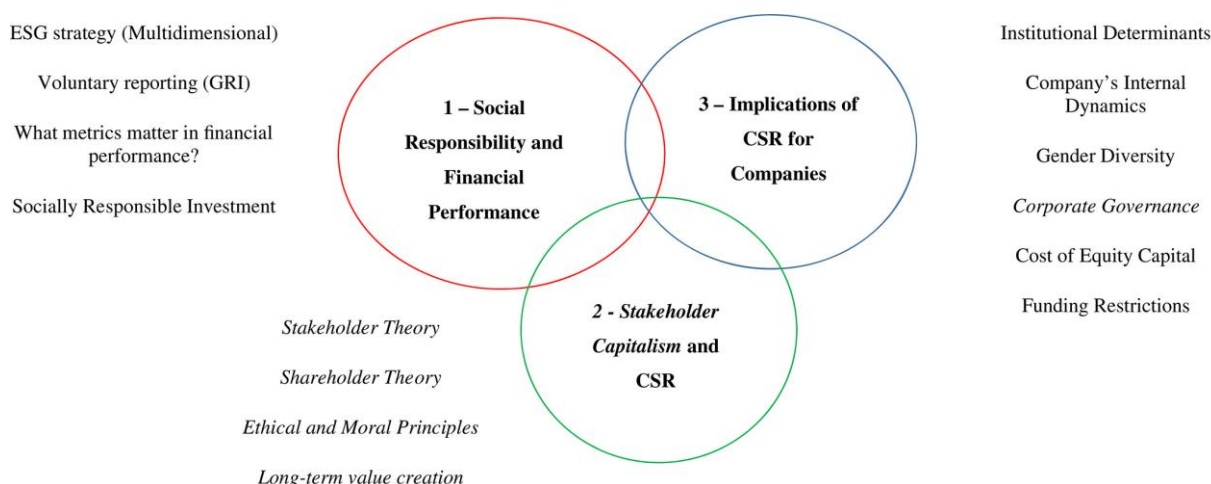 ESG strategy (Multidimensional)
Voluntary reporting (GRI)
What metrics matter in financial
performance?
Socially Responsible Investment
1 – Social
Responsibility and
Financial
Performance
3 – Implications of
CSR for
Companies
Institutional Determinants
Company’s Internal
Dynamics
Gender Diversity
Corporate Governance
Cost of Equity Capital
Funding Restrictions
Stakeholder Theory
Shareholder Theory
Ethical and Moral Principles
Long-term value creation
2 - Stakeholder
Capitalism and
CSR